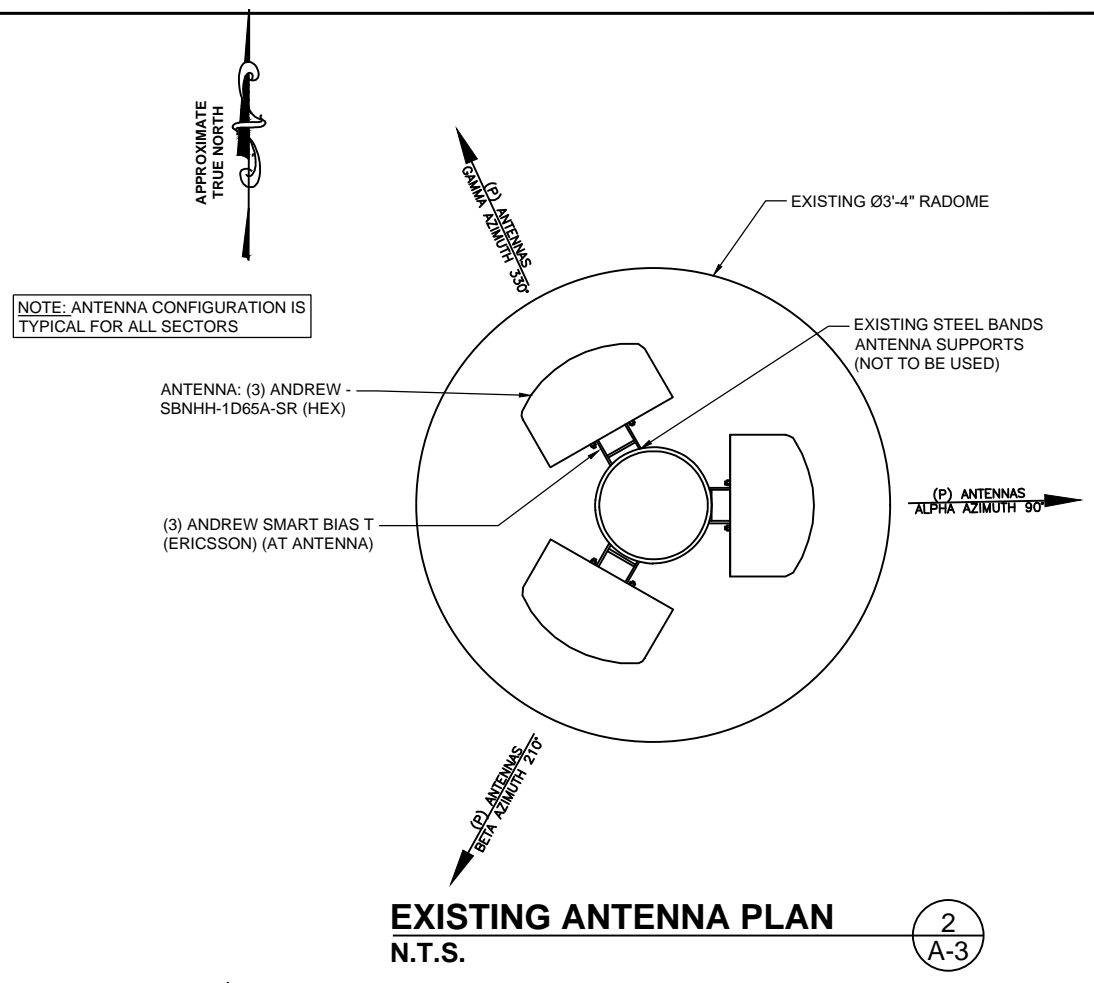 APPROXIMATE
TRUE NORTH
NOTE: ANTENNA CONFIGURATION IS
TYPICAL FOR ALL SECTORS
(P) ANTENNAS
GAMMA AZIMUTH 330°
EXISTING Ø3'-4" RADOME
EXISTING STEEL BANDS
ANTENNA SUPPORTS
(NOT TO BE USED)
ANTENNA: (3) ANDREW -
SBNHH-1D65A-SR (HEX)
(P) ANTENNAS
ALPHA AZIMUTH 90°
(3) ANDREW SMART BIAS T
(ERICSSON) (AT ANTENNA)
(P) ANTENNAS
BETA AZIMUTH 210°
EXISTING ANTENNA PLAN
N.T.S.
2
A-3